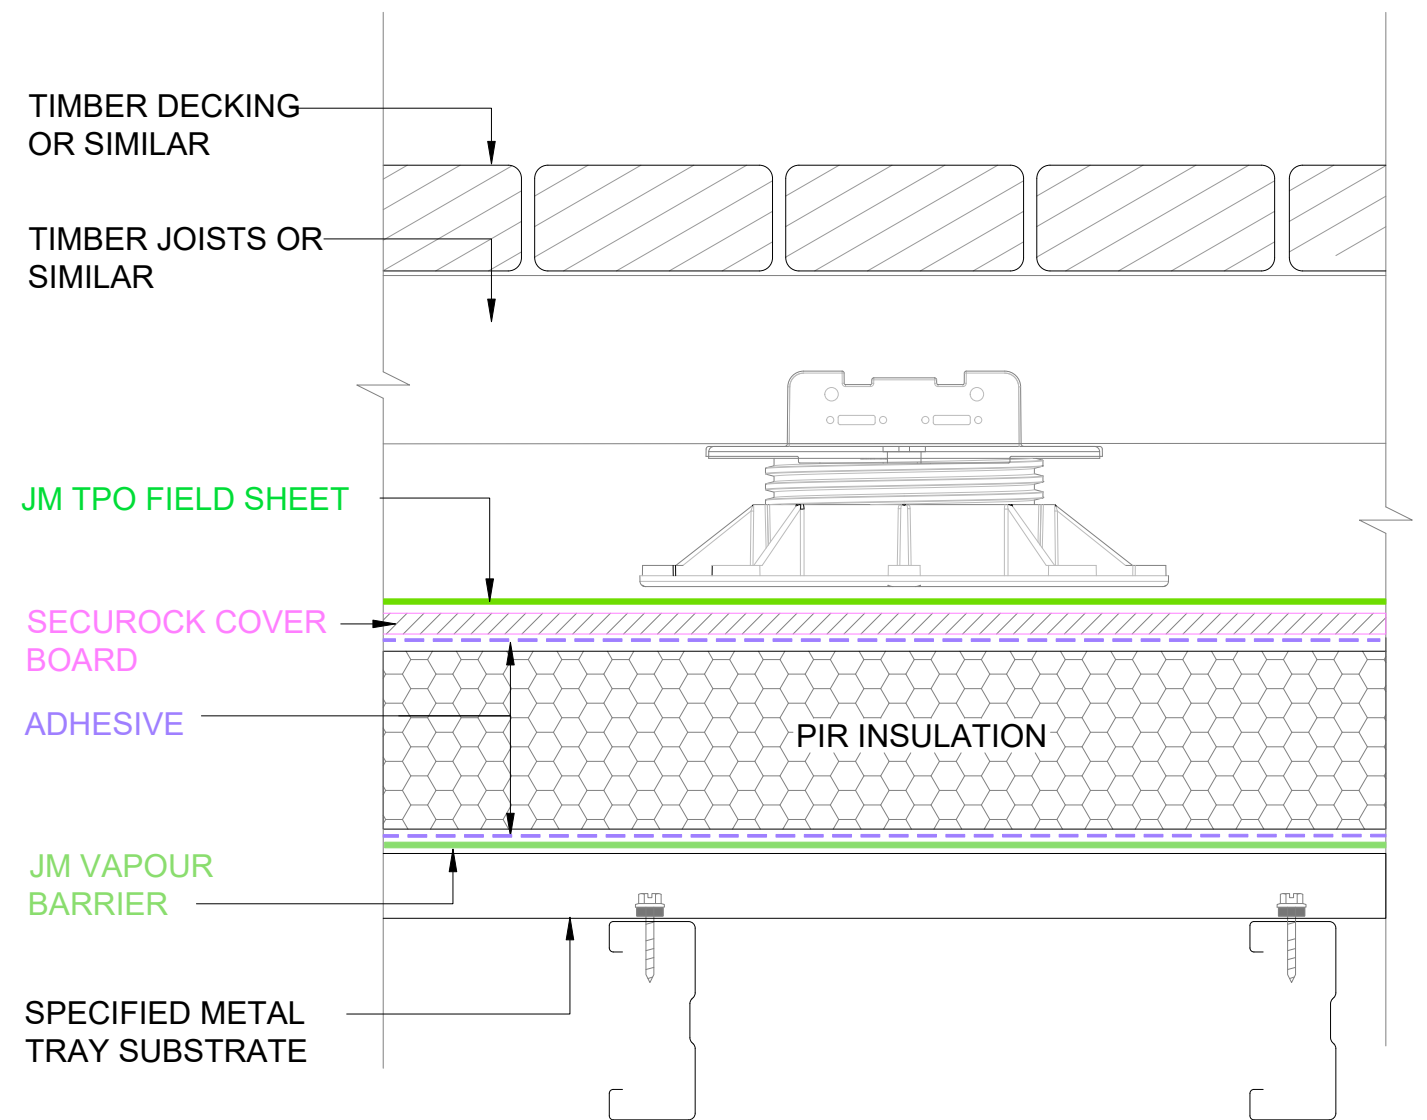 TIMBER DECKING
OR SIMILAR
TIMBER JOISTS OR
SIMILAR
JM TPO FIELD SHEET
SECUROCK COVER
BOARD
ADHESIVE
PIR INSULATION
JM VAPOUR
BARRIER
SPECIFIED METAL
TRAY SUBSTRATE